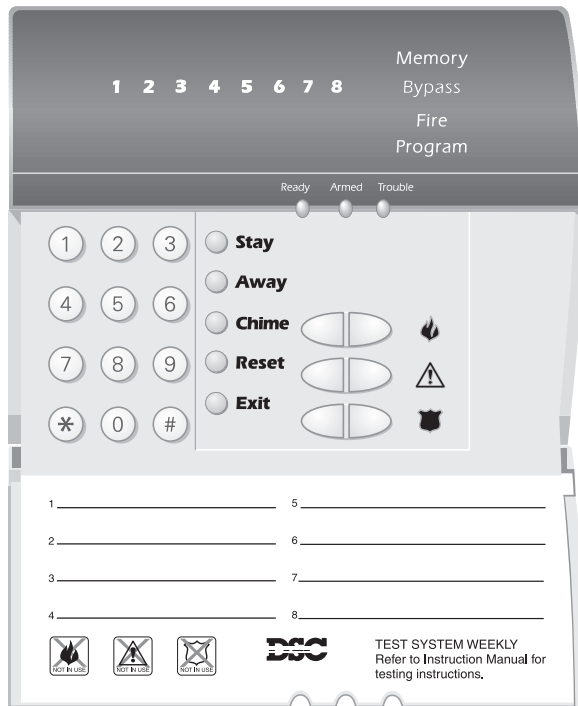 Memory
1 2 3 4 5 6 7 8 Bypass
Fire
Program
Ready Armed Trouble
1 2 3
Stay
Away
4 5 6
Chime
7 8 9
Reset
Exit
* 0 #
1 5
2 6
3 7
4 8
NOT IN USE NOT IN USE NOT IN USE
DSC
TEST SYSTEM WEEKLY
Refer to Instruction Manual for
testing instructions.